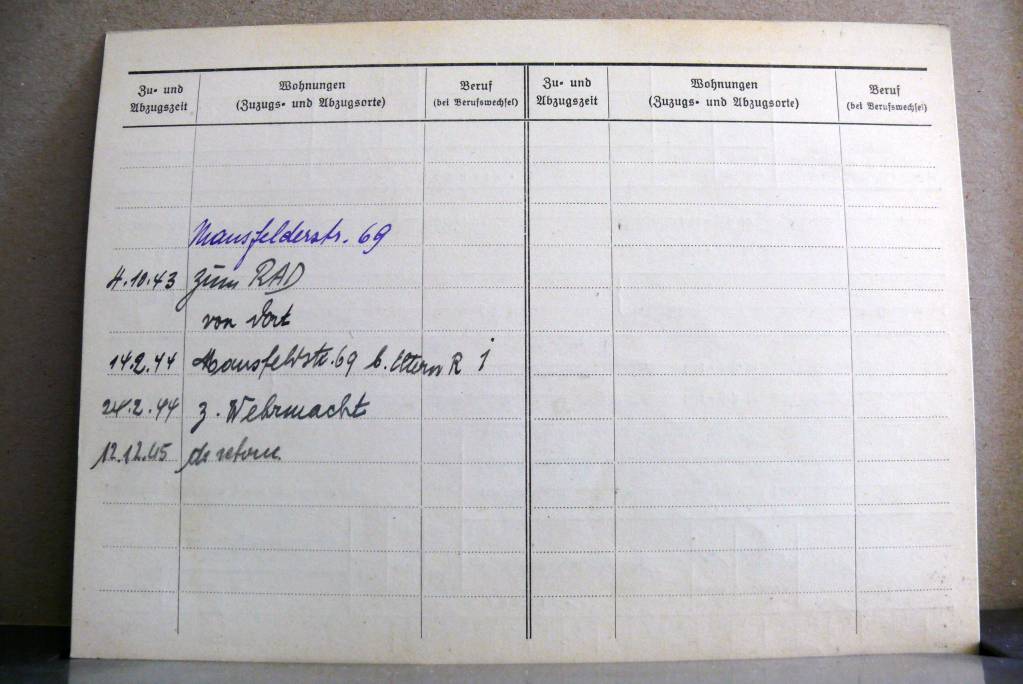 Zu- und Abzugszeit
Wohnungen
(Zuzugs- und Abzugsorte)
Beruf
(bei Berufswechsel)
Zu- und Abzugszeit
Wohnungen
(Zuzugs- und Abzugsorte)
Beruf
(bei Berufswechsel)
Mansfelderstr. 69
4.10.43 zum RAD
von dort
14.2.44 Mansfeldstr. 69 b. Eltern R
24.2.44 z. Wehrmacht
12.12.45 retour